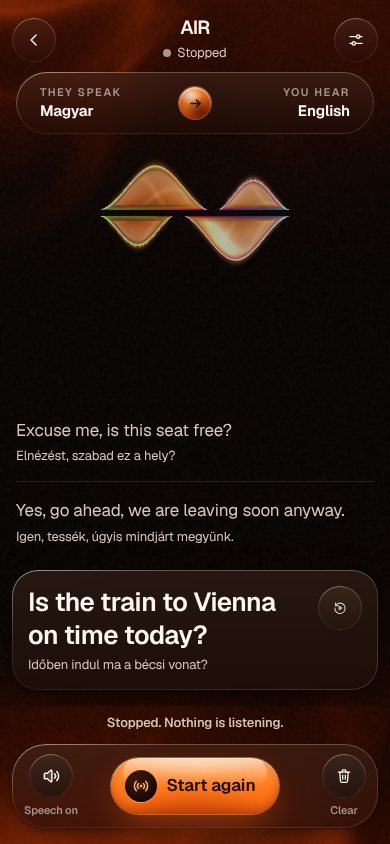 AIR
Stopped
THEY SPEAK
Magyar
YOU HEAR
English
Excuse me, is this seat free?
Elnézést, szabad ez a hely?
Yes, go ahead, we are leaving soon anyway.
Igen, tessék, úgyis mindjárt megyünk.
Is the train to Vienna
on time today?
Időben indul ma a bécsi vonat?
Stopped. Nothing is listening.
Speech on
Start again
Clear